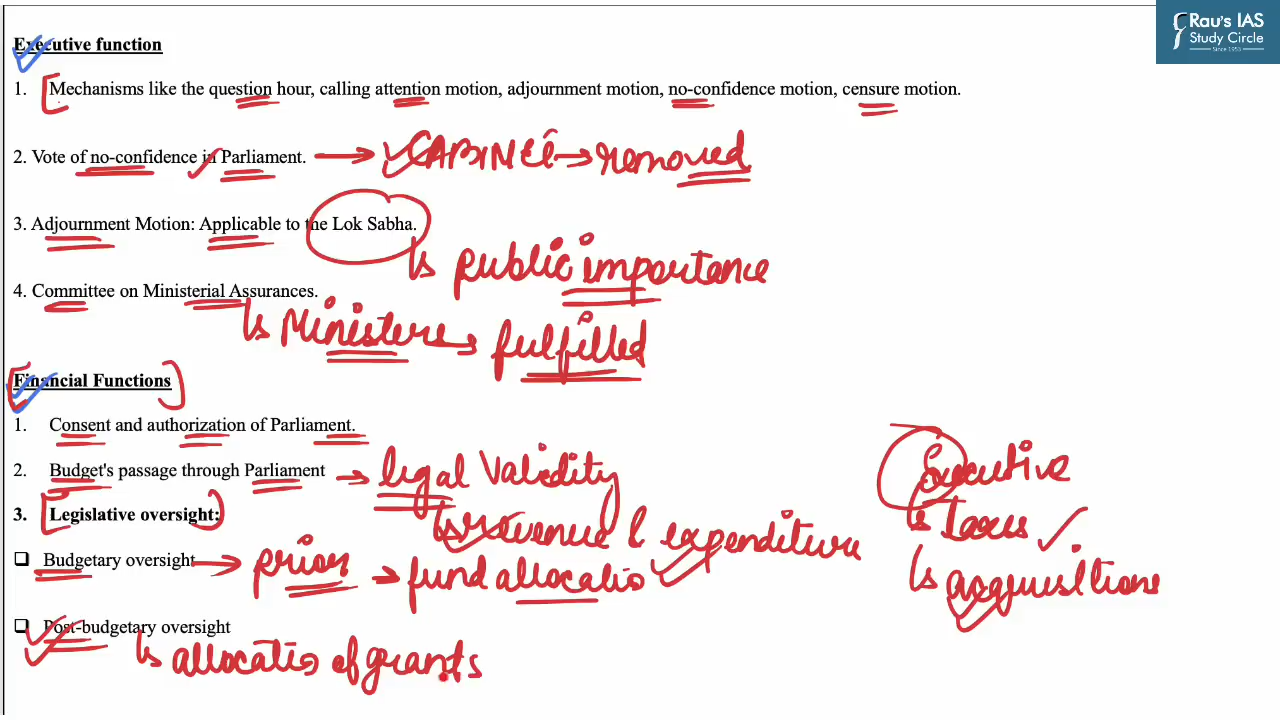 Rau's IAS
Study Circle
Since 1953
Executive function
1. Mechanisms like the question hour, calling attention motion, adjournment motion, no-confidence motion, censure motion.
2. Vote of no-confidence in Parliament. → CABINET → removed
3. Adjournment Motion: Applicable to the Lok Sabha.
public importance
4. Committee on Ministerial Assurances.
Ministers → fulfilled
Financial Functions
1. Consent and authorization of Parliament.
2. Budget's passage through Parliament → legal validity
Executive
3. Legislative oversight:
revenue & expenditure
taxes
❑ Budgetary oversight → prior → fund allocatio
acquisitions
❑ Post-budgetary oversight
allocatio of grants